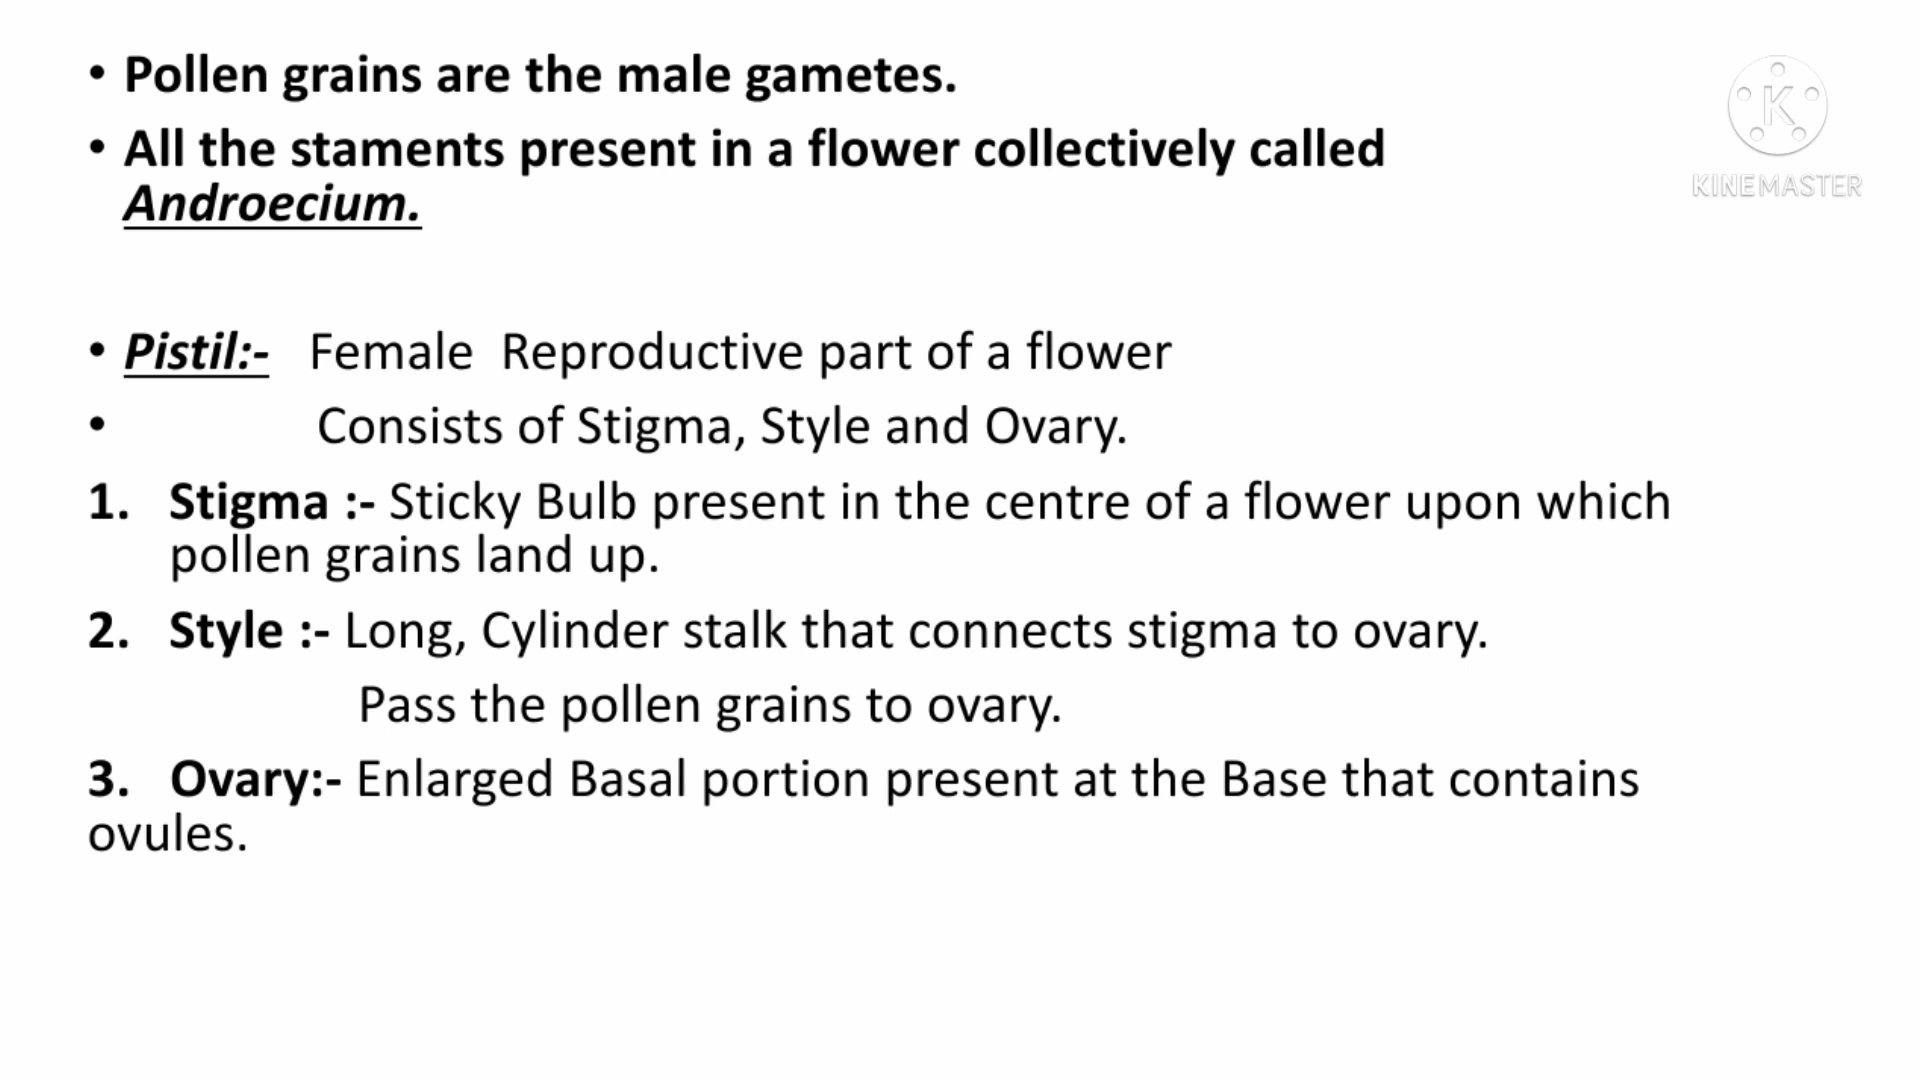 • Pollen grains are the male gametes.
• All the staments present in a flower collectively called
Androecium.
K
KINEMASTER
• Pistil:- Female Reproductive part of a flower
• Consists of Stigma, Style and Ovary.
1. Stigma :- Sticky Bulb present in the centre of a flower upon which
pollen grains land up.
2. Style :- Long, Cylinder stalk that connects stigma to ovary.
Pass the pollen grains to ovary.
3. Ovary:- Enlarged Basal portion present at the Base that contains
ovules.